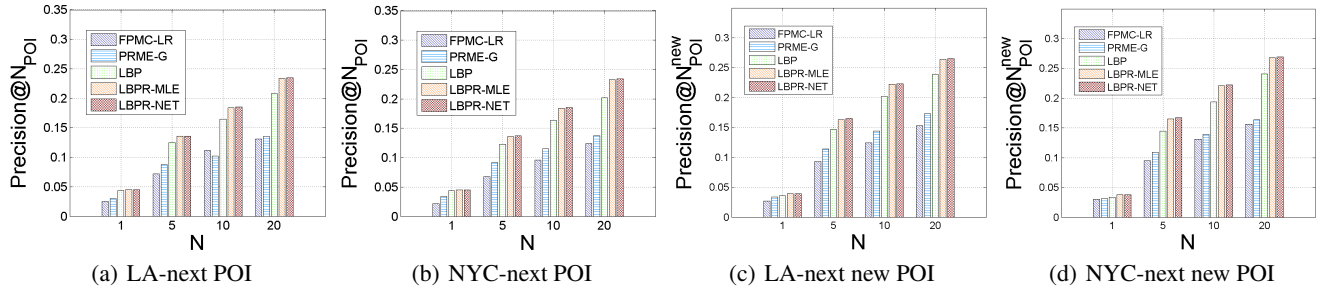 0.35
0.3
0.25
0.2
0.15
0.1
0.05
0
Precision@N_POI
FPMC-LR
PRME-G
LBP
LBPR-MLE
LBPR-NET
1 5 10 20
N
(a) LA-next POI
0.35
0.3
0.25
0.2
0.15
0.1
0.05
0
Precision@N_POI
FPMC-LR
PRME-G
LBP
LBPR-MLE
LBPR-NET
1 5 10 20
N
(b) NYC-next POI
0.3
0.25
0.2
0.15
0.1
0.05
0
Precision@N_POI^new
FPMC-LR
PRME-G
LBP
LBPR-MLE
LBPR-NET
1 5 10 20
N
(c) LA-next new POI
0.3
0.25
0.2
0.15
0.1
0.05
0
Precision@N_POI^new
FPMC-LR
PRME-G
LBP
LBPR-MLE
LBPR-NET
1 5 10 20
N
(d) NYC-next new POI